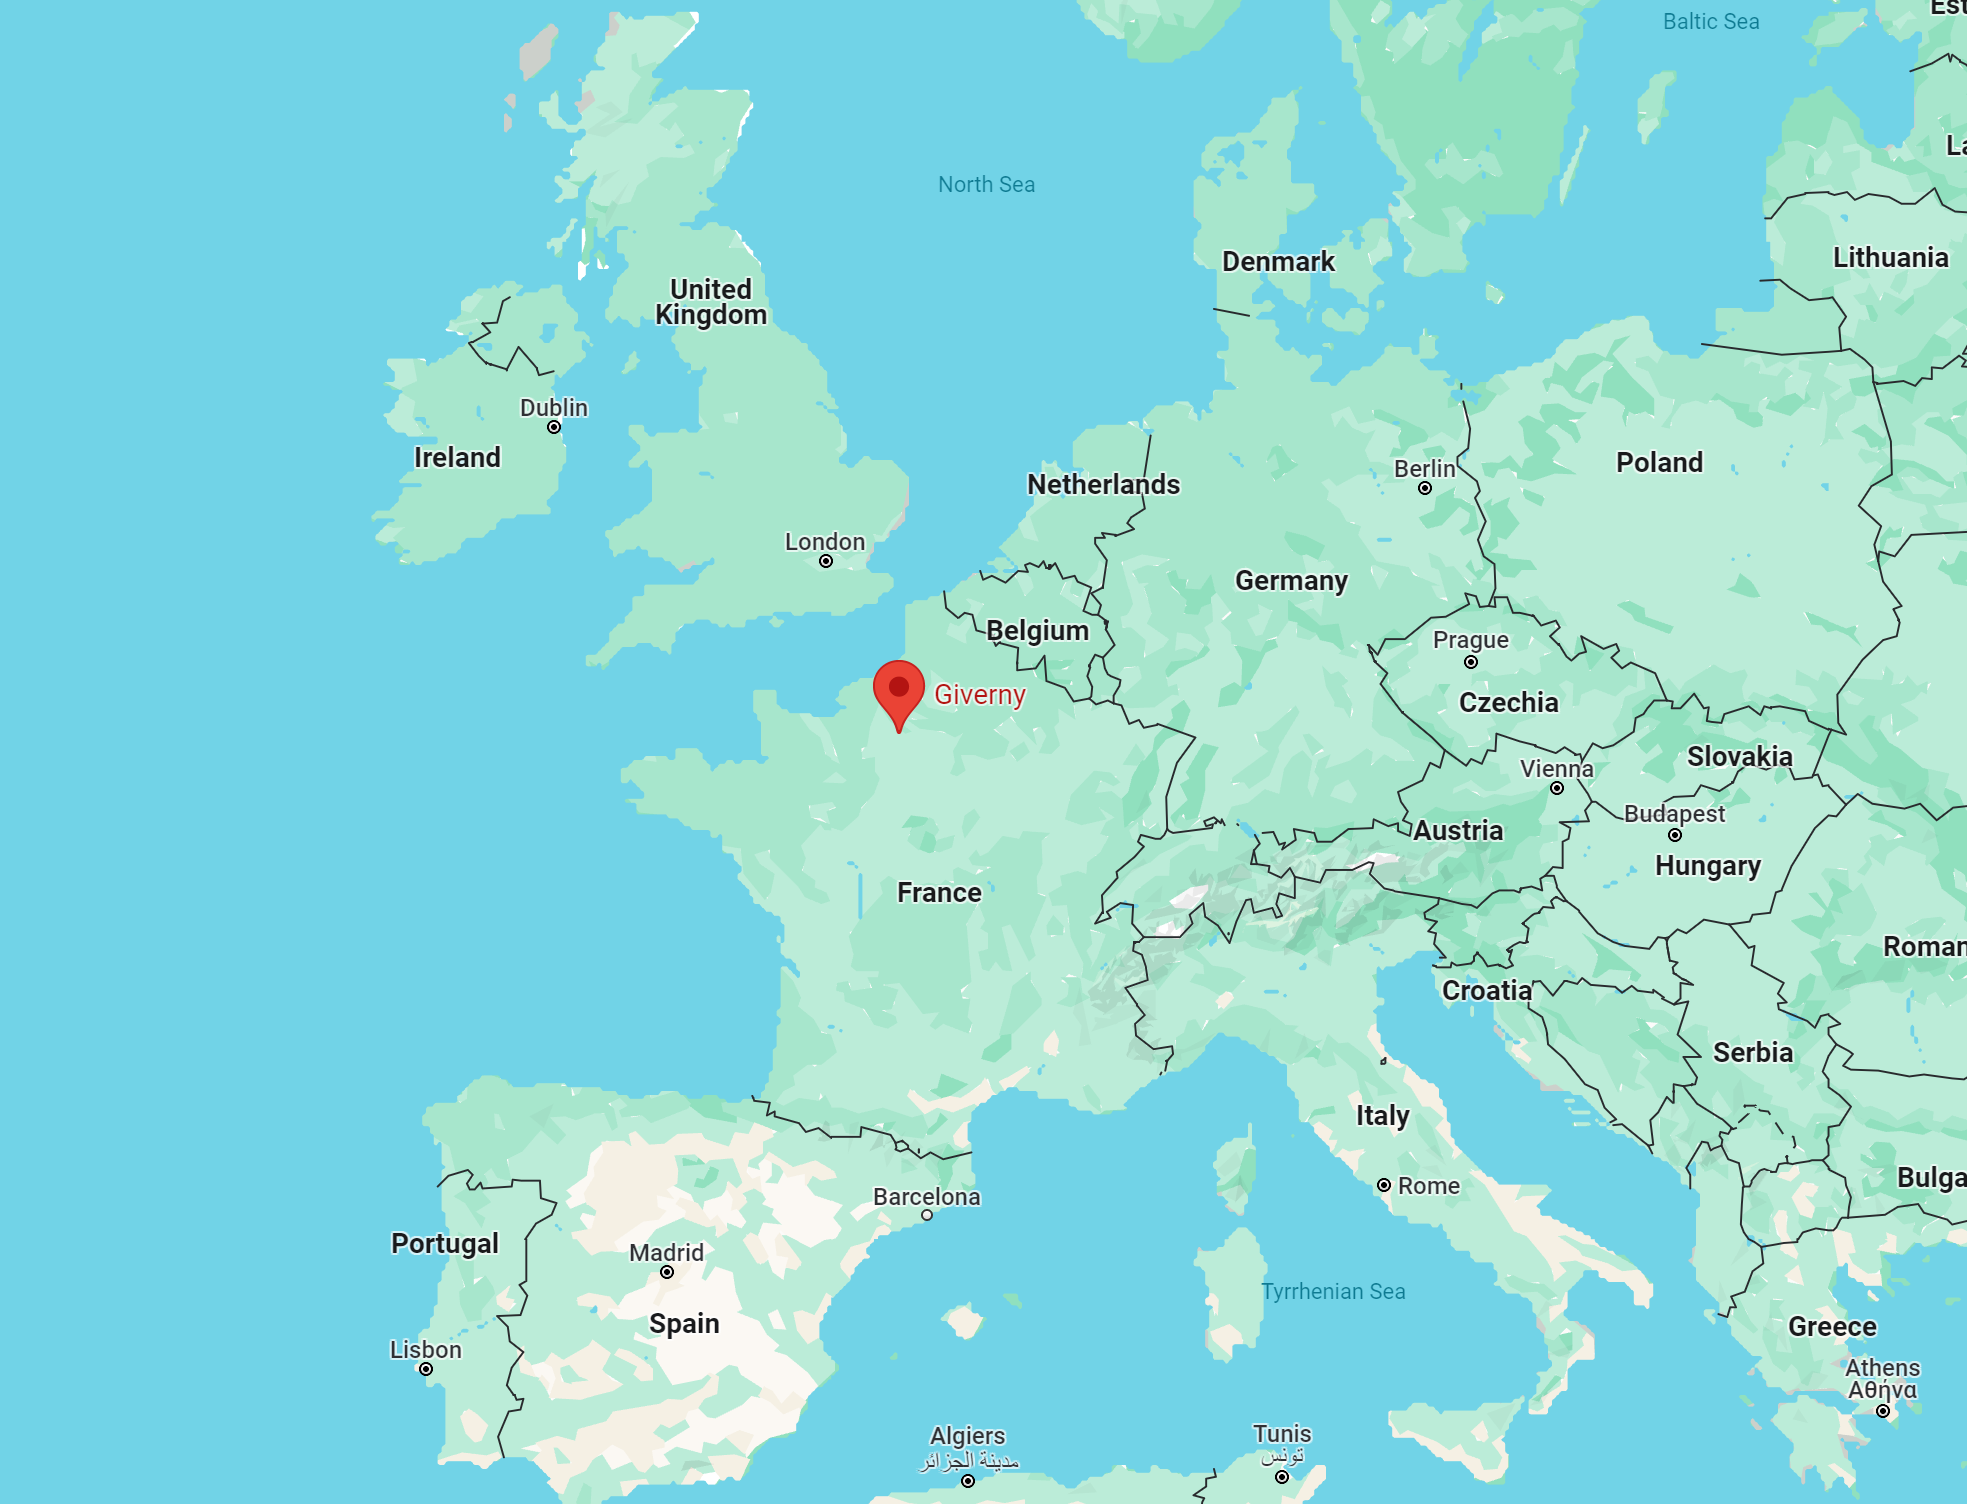 Est
Baltic Sea
La
North Sea
Denmark
Lithuania
United
Kingdom
Dublin
Ireland
Netherlands
Berlin
Poland
London
Germany
Belgium
Prague
Giverny
Czechia
Slovakia
Vienna
Budapest
Austria
Hungary
France
Roman
Croatia
Serbia
Italy
Bulga
Rome
Barcelona
Portugal
Madrid
Tyrrhenian Sea
Spain
Greece
Lisbon
Athens
Αθήνα
Algiers
مدينة الجزائر
Tunis
تونس